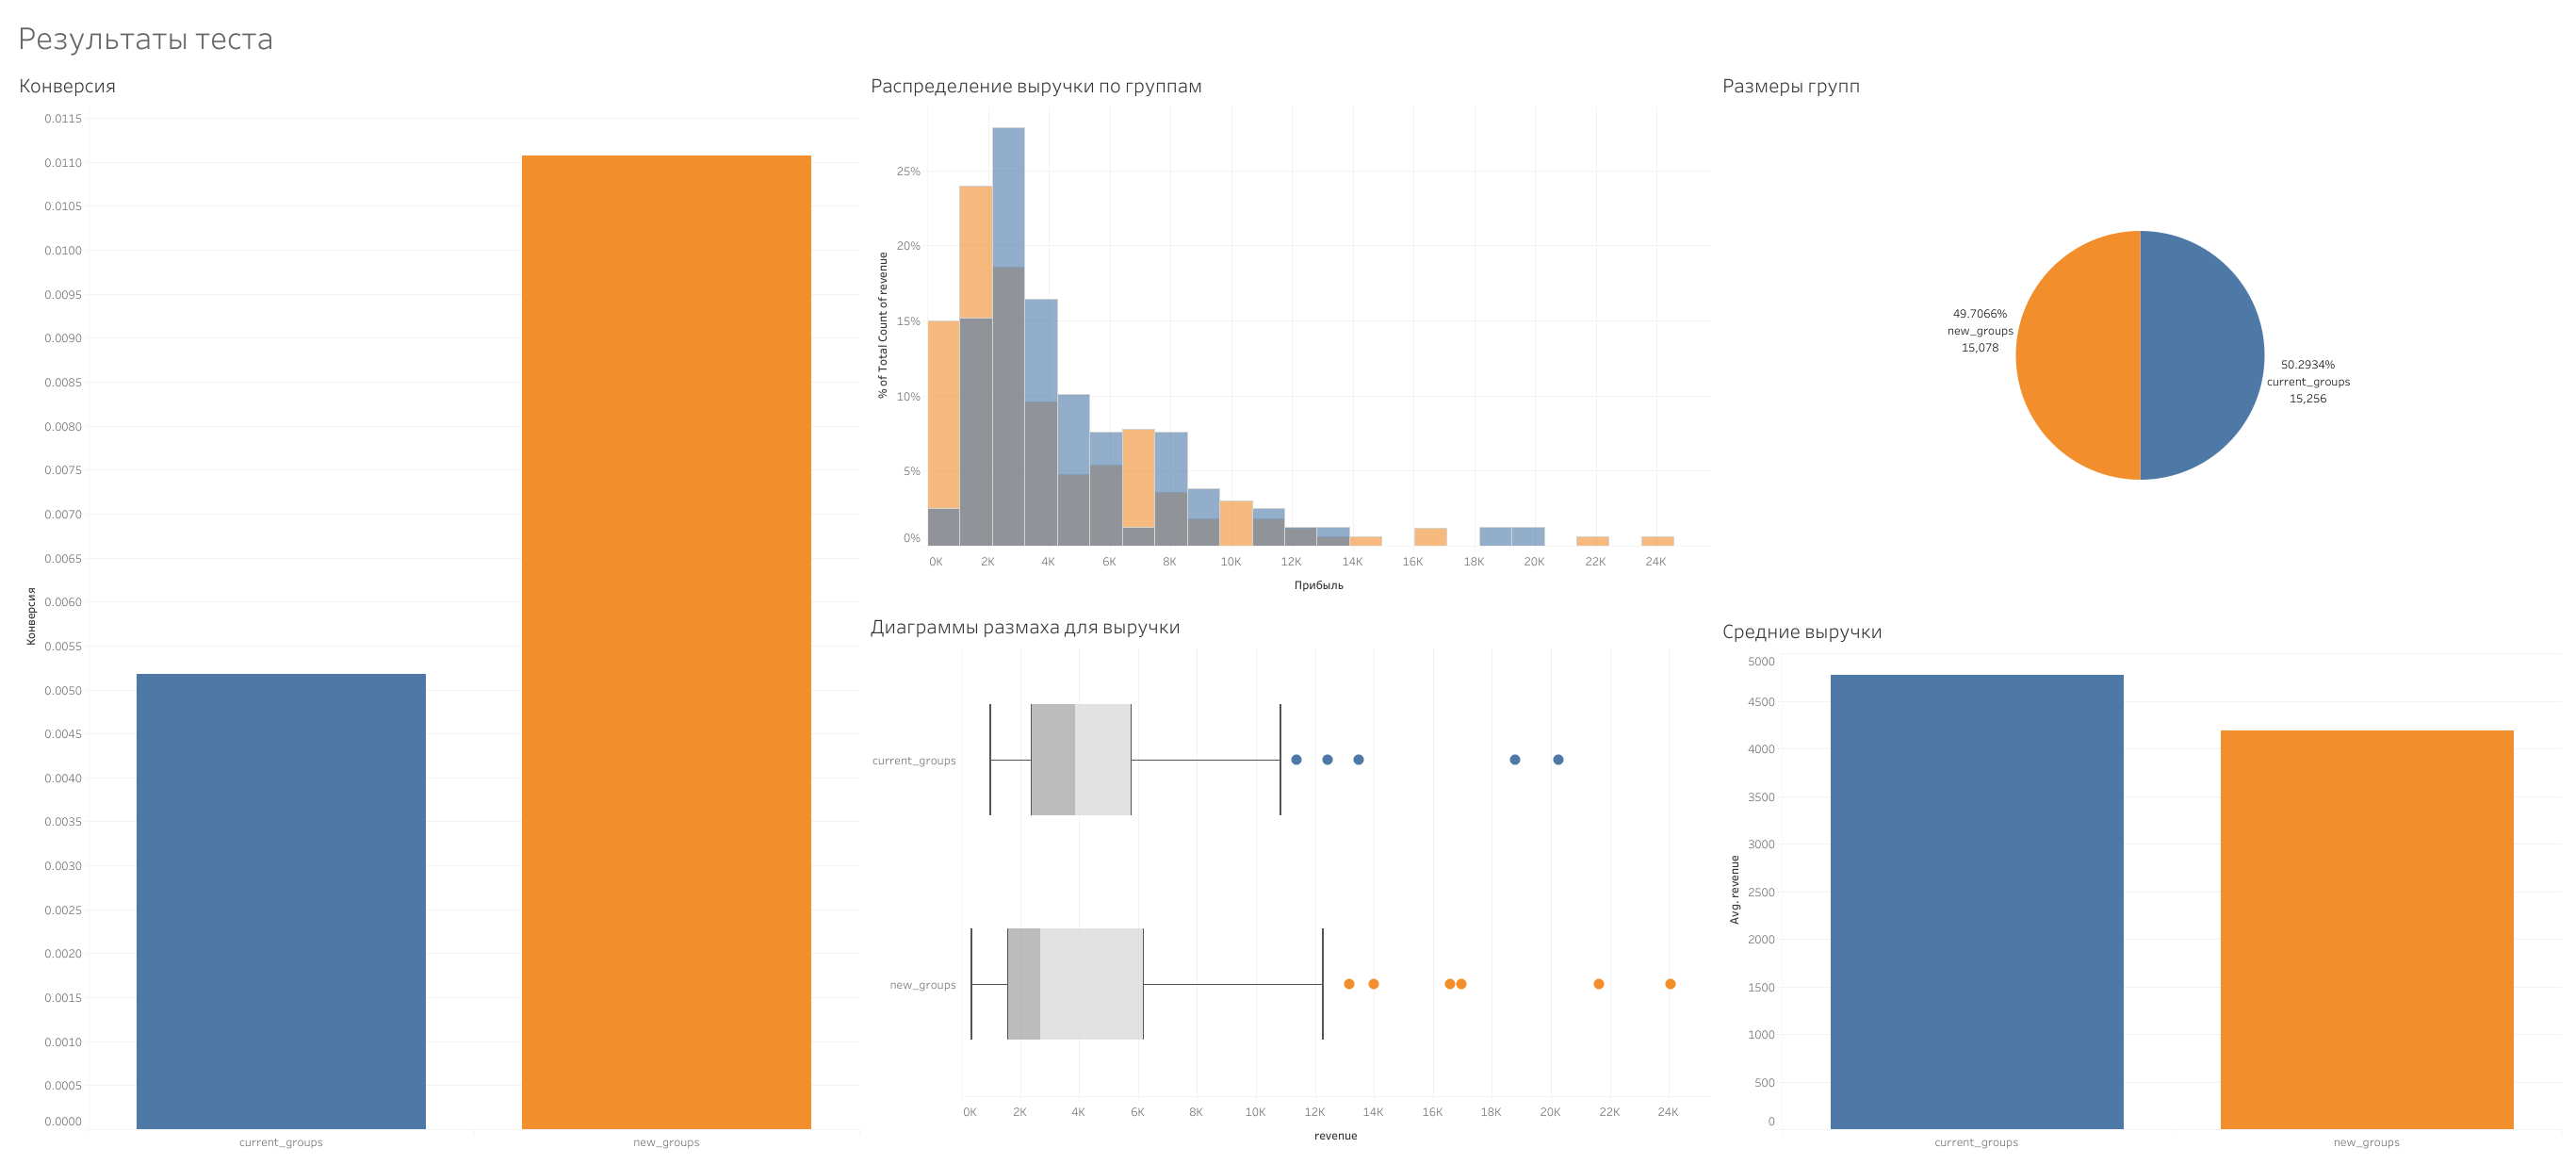 Результаты теста
Конверсия
0.0115
0.0110
0.0105
0.0100
0.0095
0.0090
0.0085
0.0080
0.0075
0.0070
0.0065
0.0060
0.0055
0.0050
0.0045
0.0040
0.0035
0.0030
0.0025
0.0020
0.0015
0.0010
0.0005
0.0000
Конверсия
current_groups
new_groups
Распределение выручки по группам
25%
20%
15%
10%
5%
0%
% of Total Count of revenue
0K 2K 4K 6K 8K 10K 12K 14K 16K 18K 20K 22K 24K
Прибыль
Диаграммы размаха для выручки
current_groups
new_groups
0K 2K 4K 6K 8K 10K 12K 14K 16K 18K 20K 22K 24K
revenue
Размеры групп
49.7066%
new_groups
15,078
50.2934%
current_groups
15,256
Средние выручки
5000
4500
4000
3500
3000
2500
2000
1500
1000
500
0
Avg. revenue
current_groups
new_groups